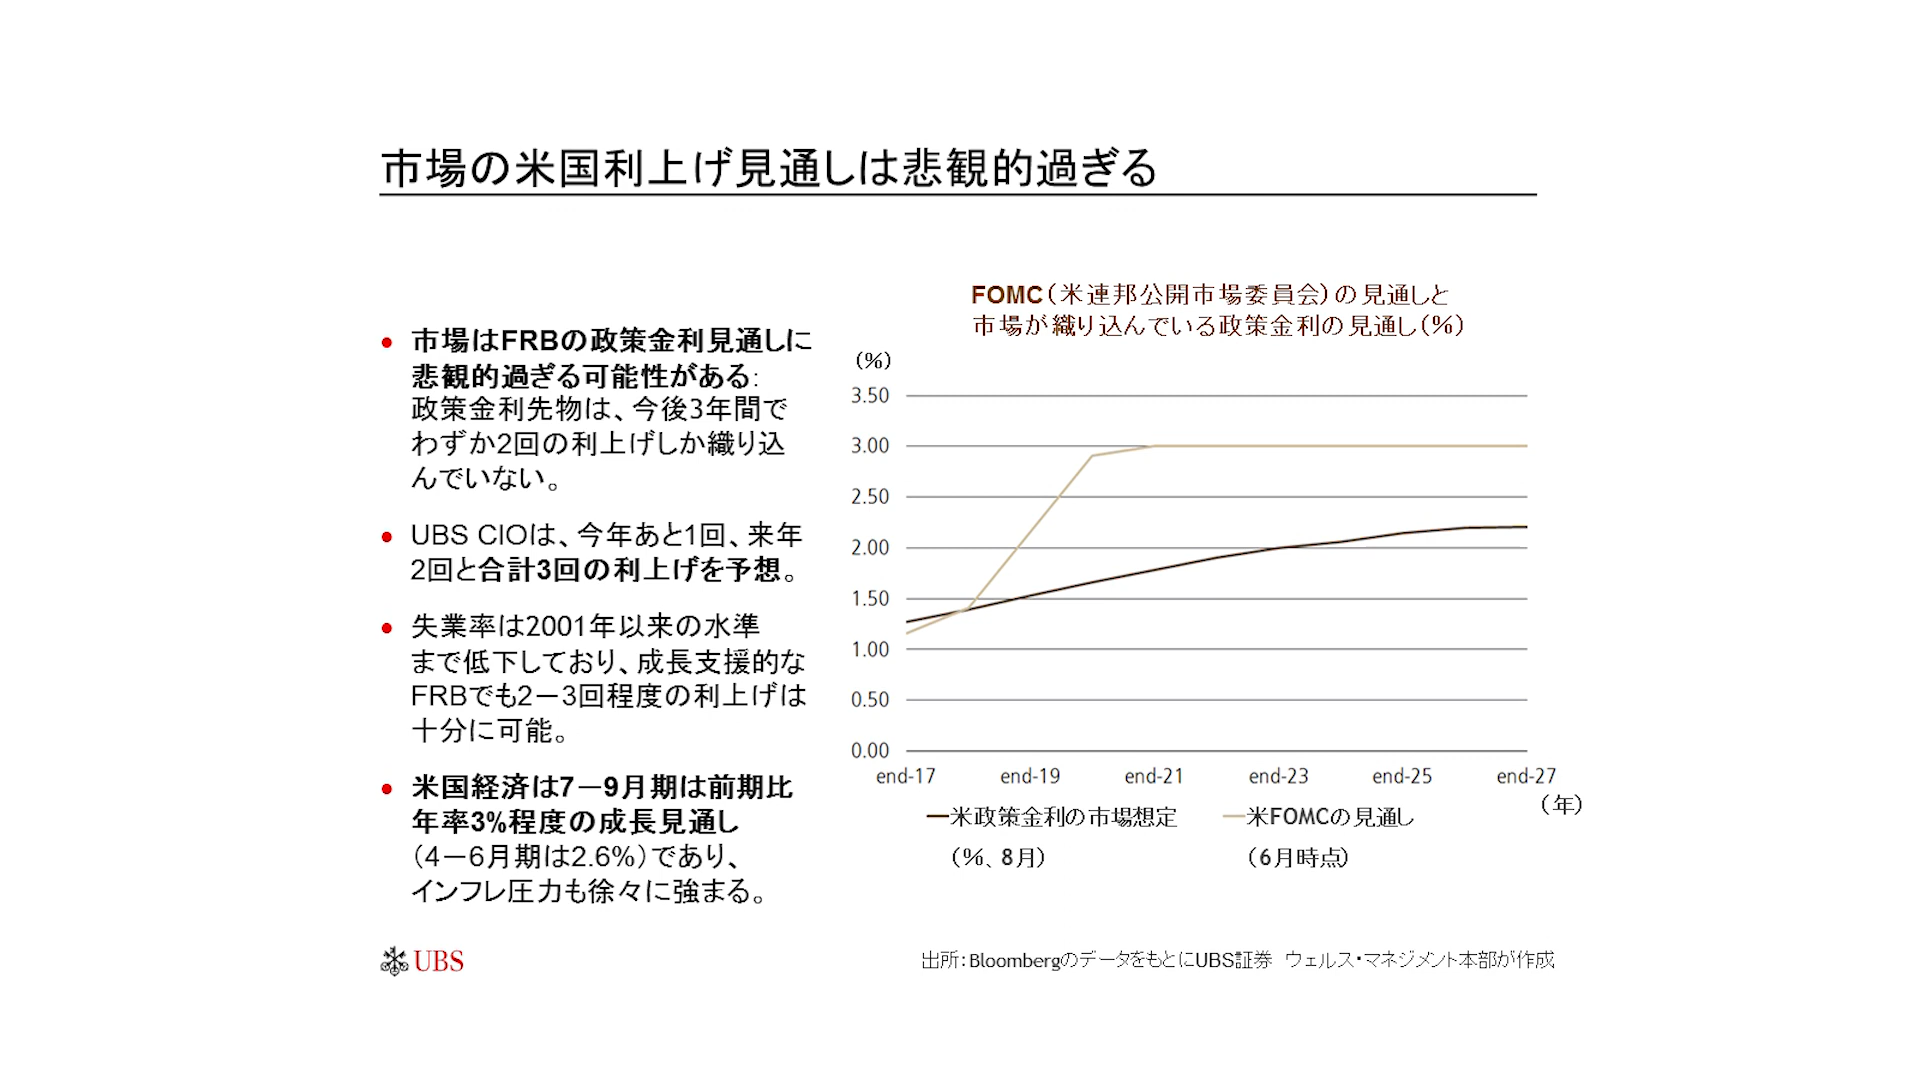 市場の米国利上げ見通しは悲観的過ぎる
● 市場はFRBの政策金利見通しに
悲観的過ぎる可能性がある:
政策金利先物は、今後3年間で
わずか2回の利上げしか織り込
んでいない。
● UBS CIOは、今年あと1回、来年
2回と合計3回の利上げを予想。
● 失業率は2001年以来の水準
まで低下しており、成長支援的な
FRBでも2－3回程度の利上げは
十分に可能。
● 米国経済は7－9月期は前期比
年率3%程度の成長見通し
（4－6月期は2.6%）であり、
インフレ圧力も徐々に強まる。
FOMC（米連邦公開市場委員会）の見通しと
市場が織り込んでいる政策金利の見通し（%）
（%）
3.50
3.00
2.50
2.00
1.50
1.00
0.50
0.00
end-17 end-19 end-21 end-23 end-25 end-27
（年）
米政策金利の市場想定 米FOMCの見通し
（%、8月） （6月時点）
UBS
出所：BloombergのデータをもとにUBS証券　ウェルス・マネジメント本部が作成